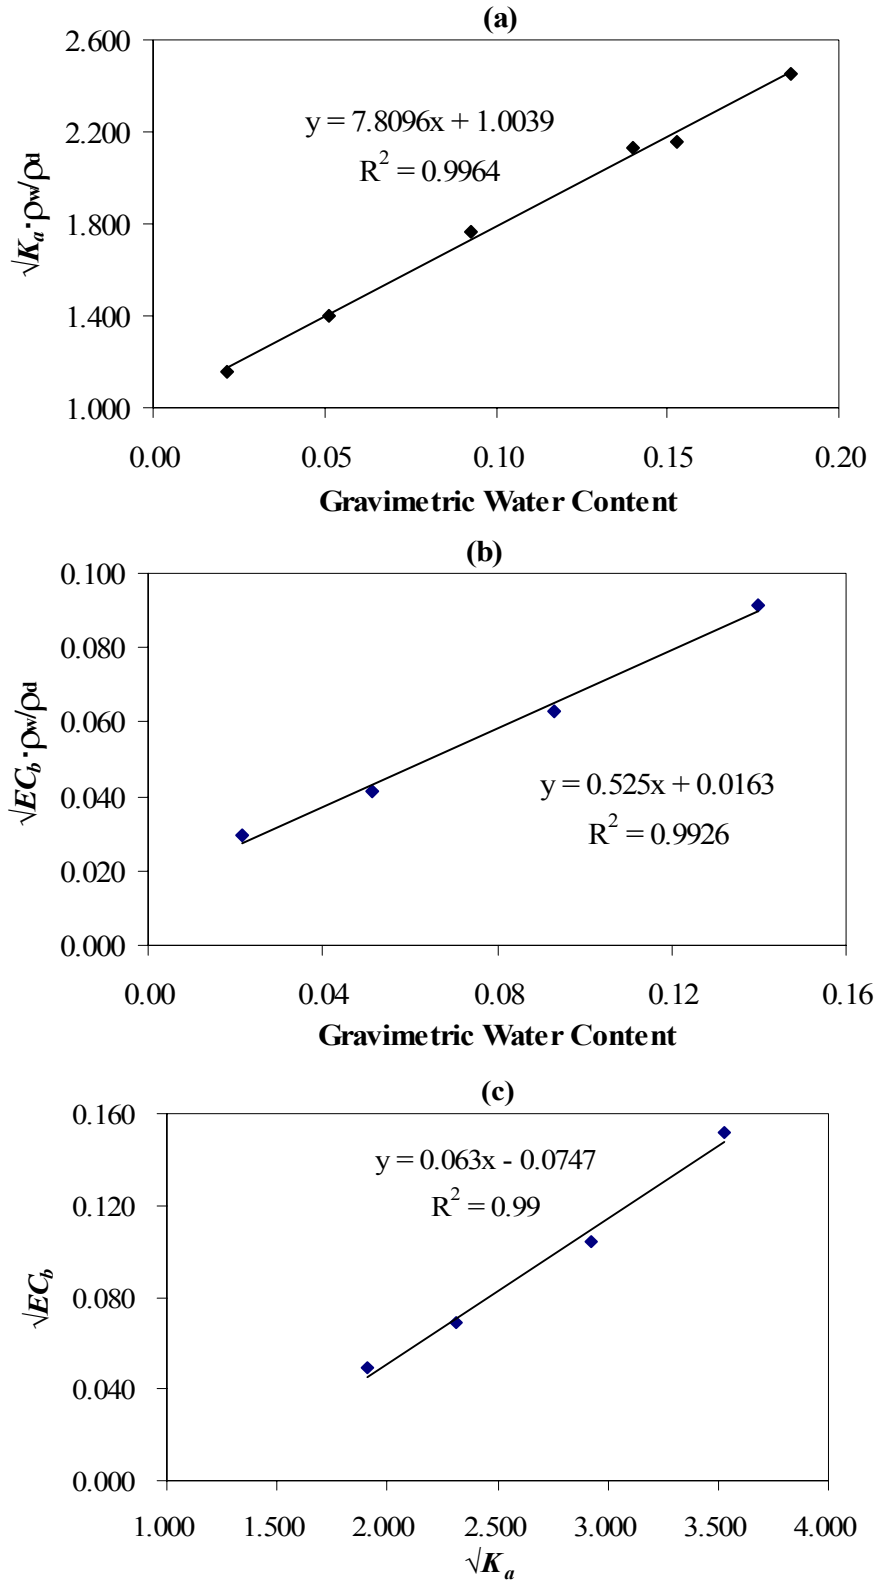 (a)
2.600
2.200
1.800
1.400
1.000
√Ka·ρw/ρd
y = 7.8096x + 1.0039
R² = 0.9964
0.00 0.05 0.10 0.15 0.20
Gravimetric Water Content
(b)
0.100
0.080
0.060
0.040
0.020
0.000
√ECb·ρw/ρd
y = 0.525x + 0.0163
R² = 0.9926
0.00 0.04 0.08 0.12 0.16
Gravimetric Water Content
(c)
0.160
0.120
0.080
0.040
0.000
√ECb
y = 0.063x - 0.0747
R² = 0.99
1.000 1.500 2.000 2.500 3.000 3.500 4.000
√Ka